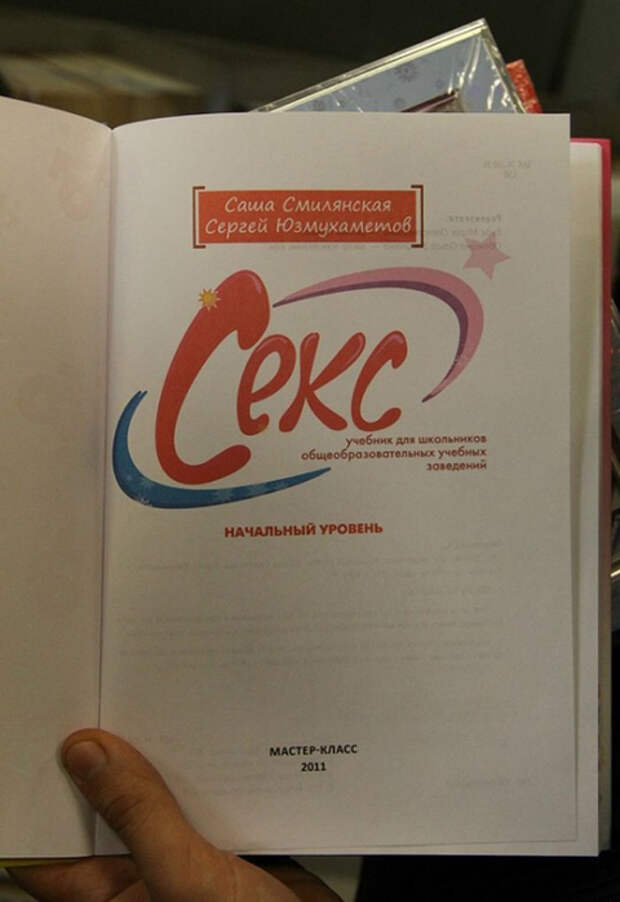 Саша Смилянская
Сергей Юзмухаметов
Секс
учебник для школьников
общеобразовательных учебных
заведений
НАЧАЛЬНЫЙ УРОВЕНЬ
МАСТЕР-КЛАСС
2011